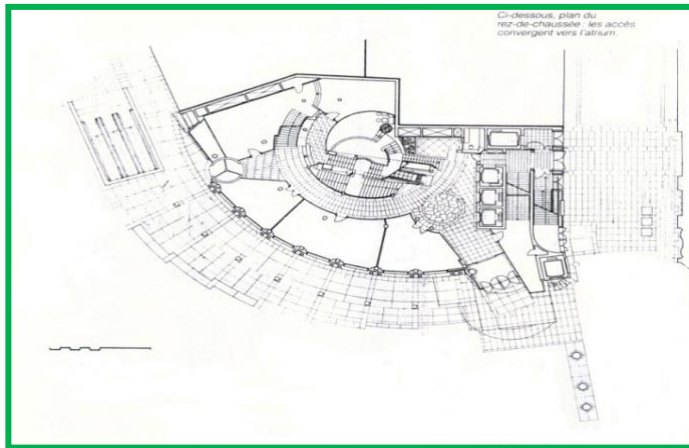 Ci-dessous, plan du
rez-de-chaussée : les accès
convergent vers l'atrium.